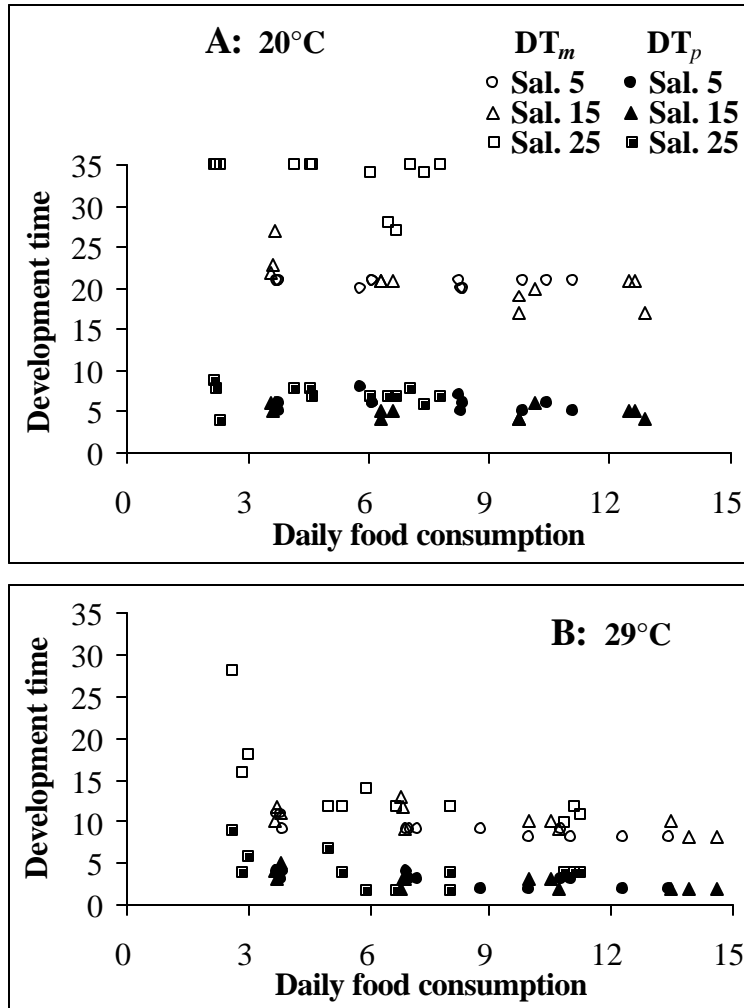 A: 20°C
DTm DTp
Sal. 5 Sal. 5
Sal. 15 Sal. 15
Sal. 25 Sal. 25
Development time
35
30
25
20
15
10
5
0
0 3 6 9 12 15
Daily food consumption
B: 29°C
Development time
35
30
25
20
15
10
5
0
0 3 6 9 12 15
Daily food consumption